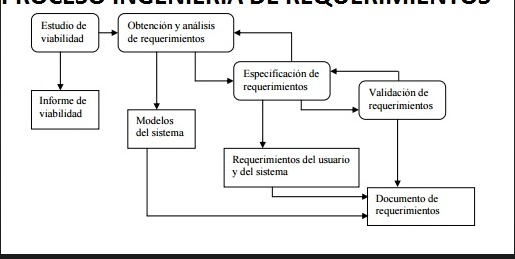 PROCESO INGENIERÍA DE REQUERIMIENTOS
Estudio de
viabilidad
Obtención y análisis
de requerimientos
Especificación de
requerimientos
Validación de
requerimientos
Informe de
viabilidad
Modelos
del sistema
Requerimientos del usuario
y del sistema
Documento de
requerimientos